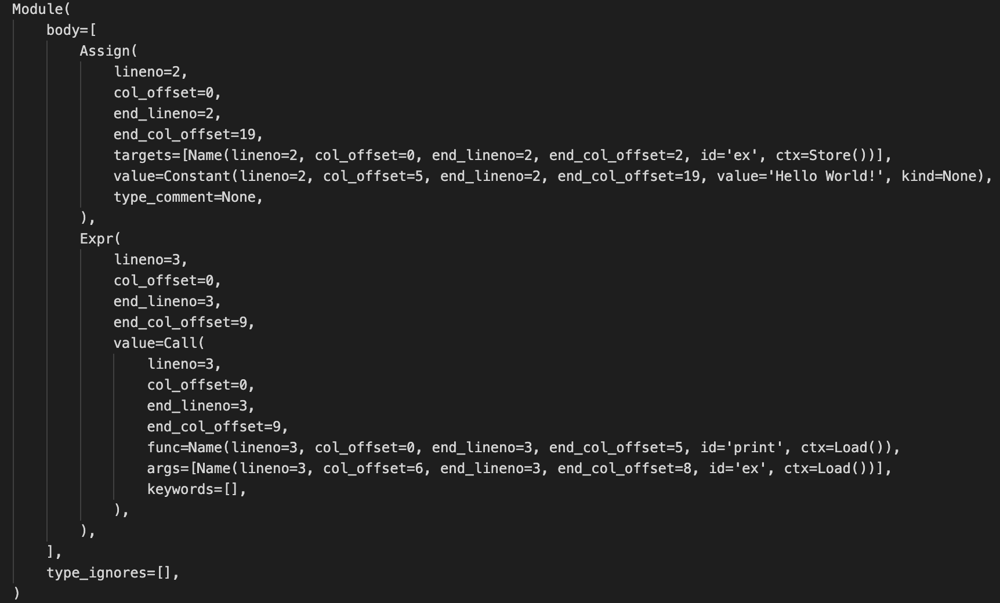 Module(
    body=[
        Assign(
            lineno=2,
            col_offset=0,
            end_lineno=2,
            end_col_offset=19,
            targets=[Name(lineno=2, col_offset=0, end_lineno=2, end_col_offset=2, id='ex', ctx=Store())],
            value=Constant(lineno=2, col_offset=5, end_lineno=2, end_col_offset=19, value='Hello World!', kind=None),
            type_comment=None,
        ),
        Expr(
            lineno=3,
            col_offset=0,
            end_lineno=3,
            end_col_offset=9,
            value=Call(
                lineno=3,
                col_offset=0,
                end_lineno=3,
                end_col_offset=9,
                func=Name(lineno=3, col_offset=0, end_lineno=3, end_col_offset=5, id='print', ctx=Load()),
                args=[Name(lineno=3, col_offset=6, end_lineno=3, end_col_offset=8, id='ex', ctx=Load())],
                keywords=[],
            ),
        ),
    ],
    type_ignores=[],
)